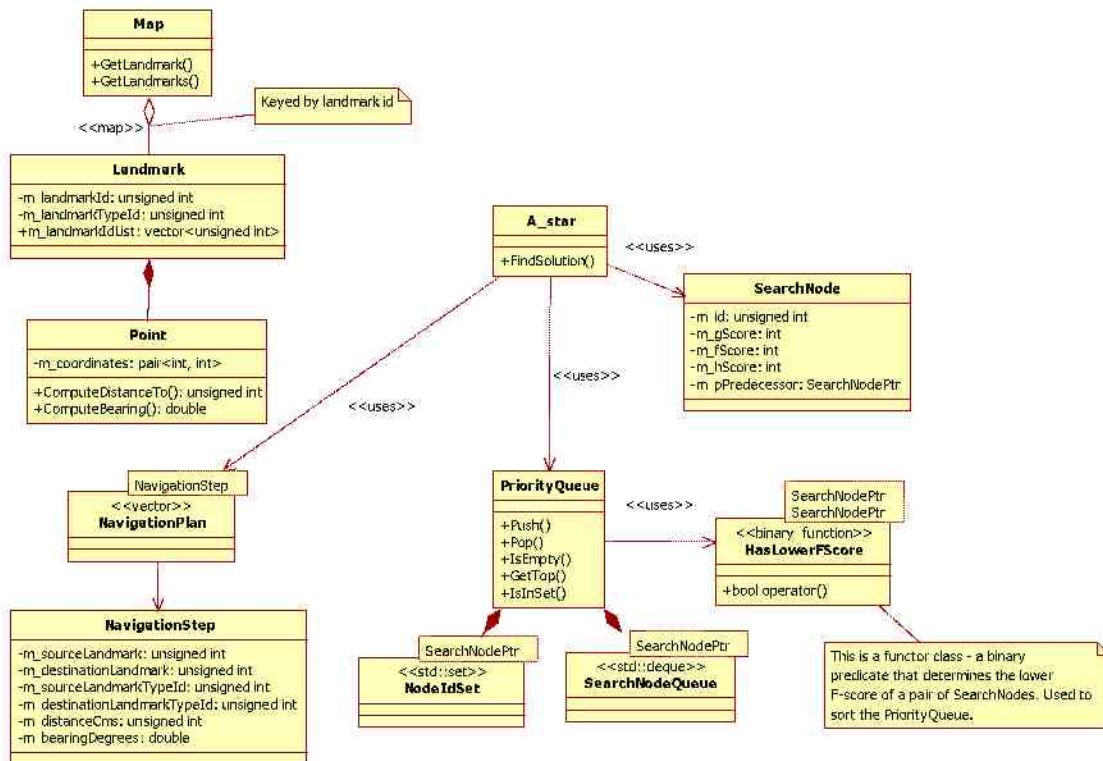 Map
+GetLandmark()
+GetLandmarks()
Keyed by landmark id
<<map>>
Landmark
-m_landmarkId: unsigned int
-m_landmarkTypeId: unsigned int
+m_landmarkIdList: vector<unsigned int>
Point
-m_coordinates: pair<int, int>
+ComputeDistanceTo(): unsigned int
+ComputeBearing(): double
A_star
+FindSolution()
<<uses>>
SearchNode
-m_id: unsigned int
-m_gScore: int
-m_fScore: int
-m_hScore: int
-m_pPredecessor: SearchNodePtr
<<uses>>
<<uses>>
NavigationStep
<<vector>>
NavigationPlan
NavigationStep
-m_sourceLandmark: unsigned int
-m_destinationLandmark: unsigned int
-m_sourceLandmarkTypeId: unsigned int
-m_destinationLandmarkTypeId: unsigned int
-m_distanceCms: unsigned int
-m_bearingDegrees: double
PriorityQueue
+Push()
+Pop()
+IsEmpty()
+GetTop()
+IsInSet()
<<uses>>
SearchNodePtr
SearchNodePtr
<<binary_function>>
HasLowerFScore
+bool operator()
SearchNodePtr
<<std::set>>
NodeIdSet
SearchNodePtr
<<std::deque>>
SearchNodeQueue
This is a functor class - a binary
predicate that determines the lower
F-score of a pair of SearchNodes. Used to
sort the PriorityQueue.